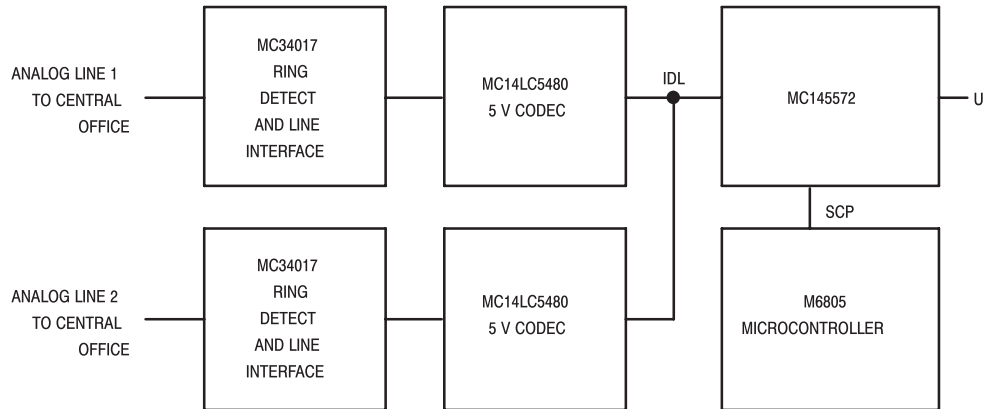 ANALOG LINE 1
TO CENTRAL
OFFICE
MC34017
RING
DETECT
AND LINE
INTERFACE
MC14LC5480
5 V CODEC
IDL
MC145572
U
SCP
ANALOG LINE 2
TO CENTRAL
OFFICE
MC34017
RING
DETECT
AND LINE
INTERFACE
MC14LC5480
5 V CODEC
M6805
MICROCONTROLLER